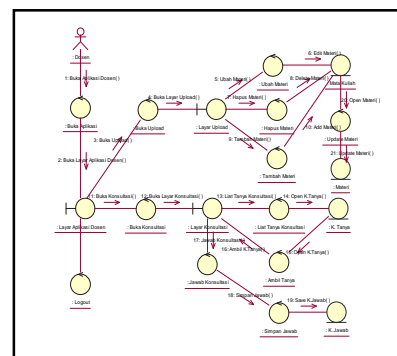 : Dosen
1: Buka Aplikasi Dosen( )
: Buka Aplikasi
2: Buka Layar Aplikasi Dosen( )
: Layar Aplikasi Dosen
: Logout
3: Buka Upload( )
: Buka Upload
4: Buka Layar Upload( )
: Layar Upload
5: Ubah Materi( )
: Ubah Materi
6: Edit Materi( )
: Mata Kuliah
7: Hapus Materi( )
: Hapus Materi
8: Delete Materi( )
9: Tambah Materi( )
: Tambah Materi
10: Add Materi( )
20: Open Materi( )
: Update Materi
21: Update Materi( )
: Materi
11: Buka Konsultasi( )
: Buka Konsultasi
12: Buka Layar Konsultasi( )
: Layar Konsultasi
13: List Tanya Konsultasi( )
: List Tanya Konsultasi
14: Open K.Tanya( )
: K. Tanya
15: Open K.Tanya( )
: Ambil Tanya
16: Ambil K.Tanya( )
17: Jawab Konsultasi( )
: Jawab Konsultasi
18: Simpan Jawab( )
: Simpan Jawab
19: Save K.Jawab( )
: K.Jawab